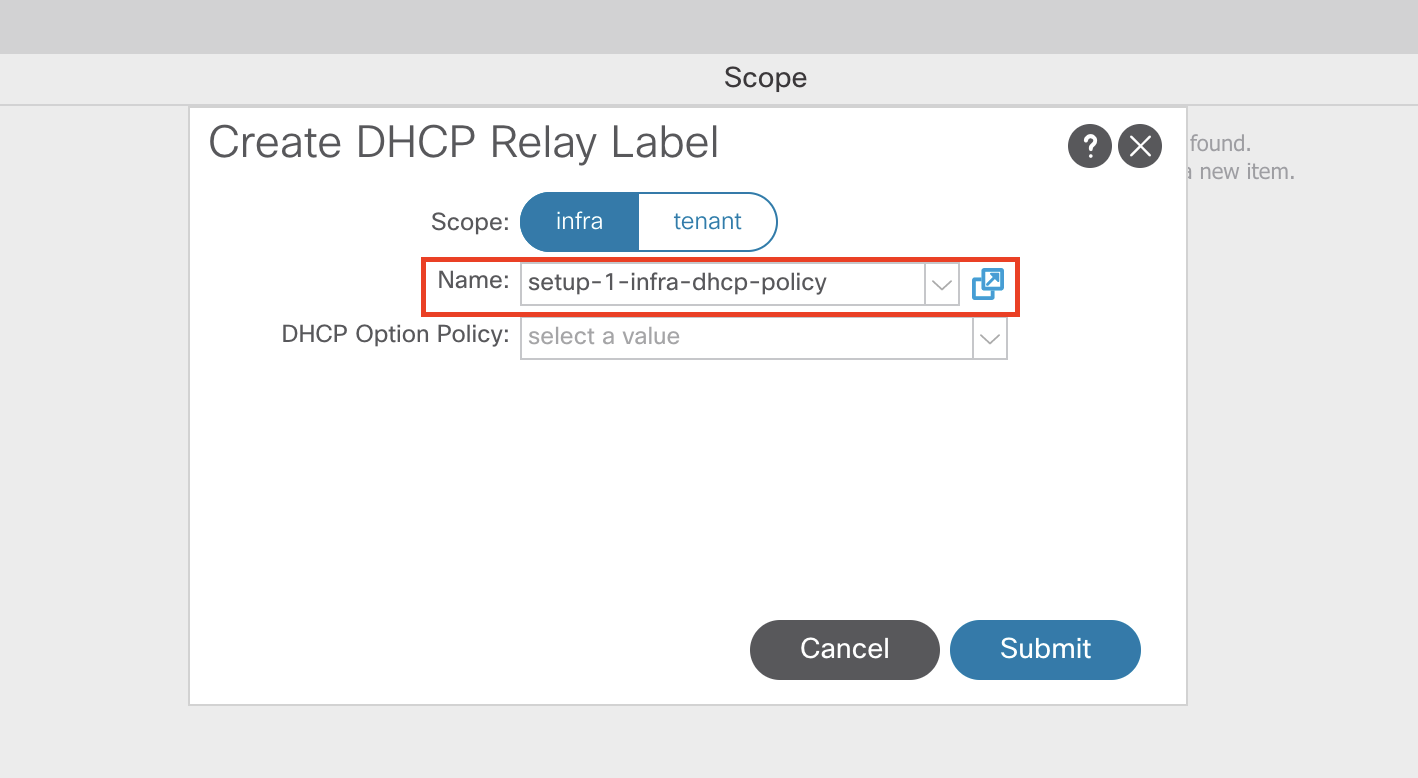 Scope
Create DHCP Relay Label
?
found.
new item.
Scope: infra tenant
Name: setup-1-infra-dhcp-policy
DHCP Option Policy: select a value
Cancel Submit